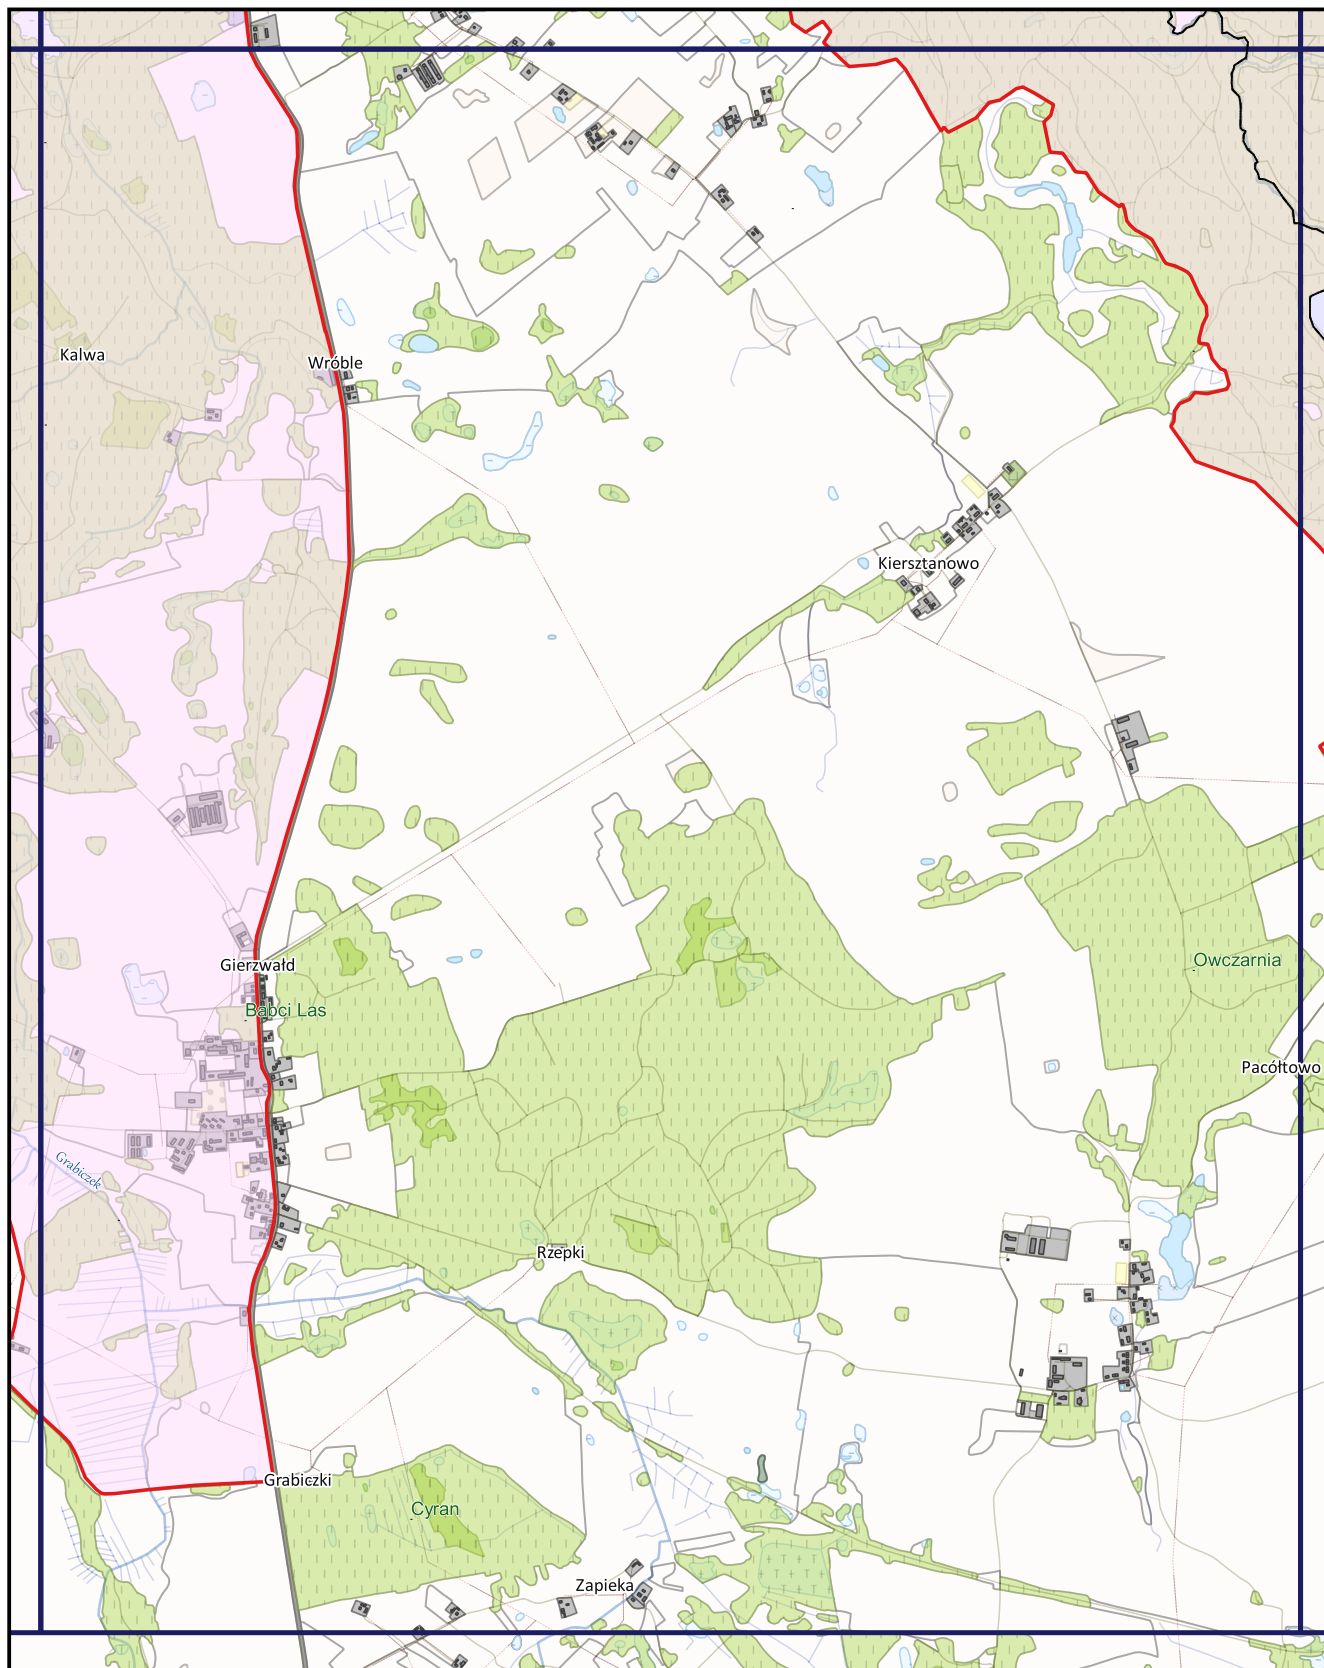 Kalwa
Wróble
Kiersztanowo
Owczarnia
Gierzwałd
Babci Las
Pacółtowo
Grabiczek
Rzepki
Grabiczki
Cyran
Zapieka